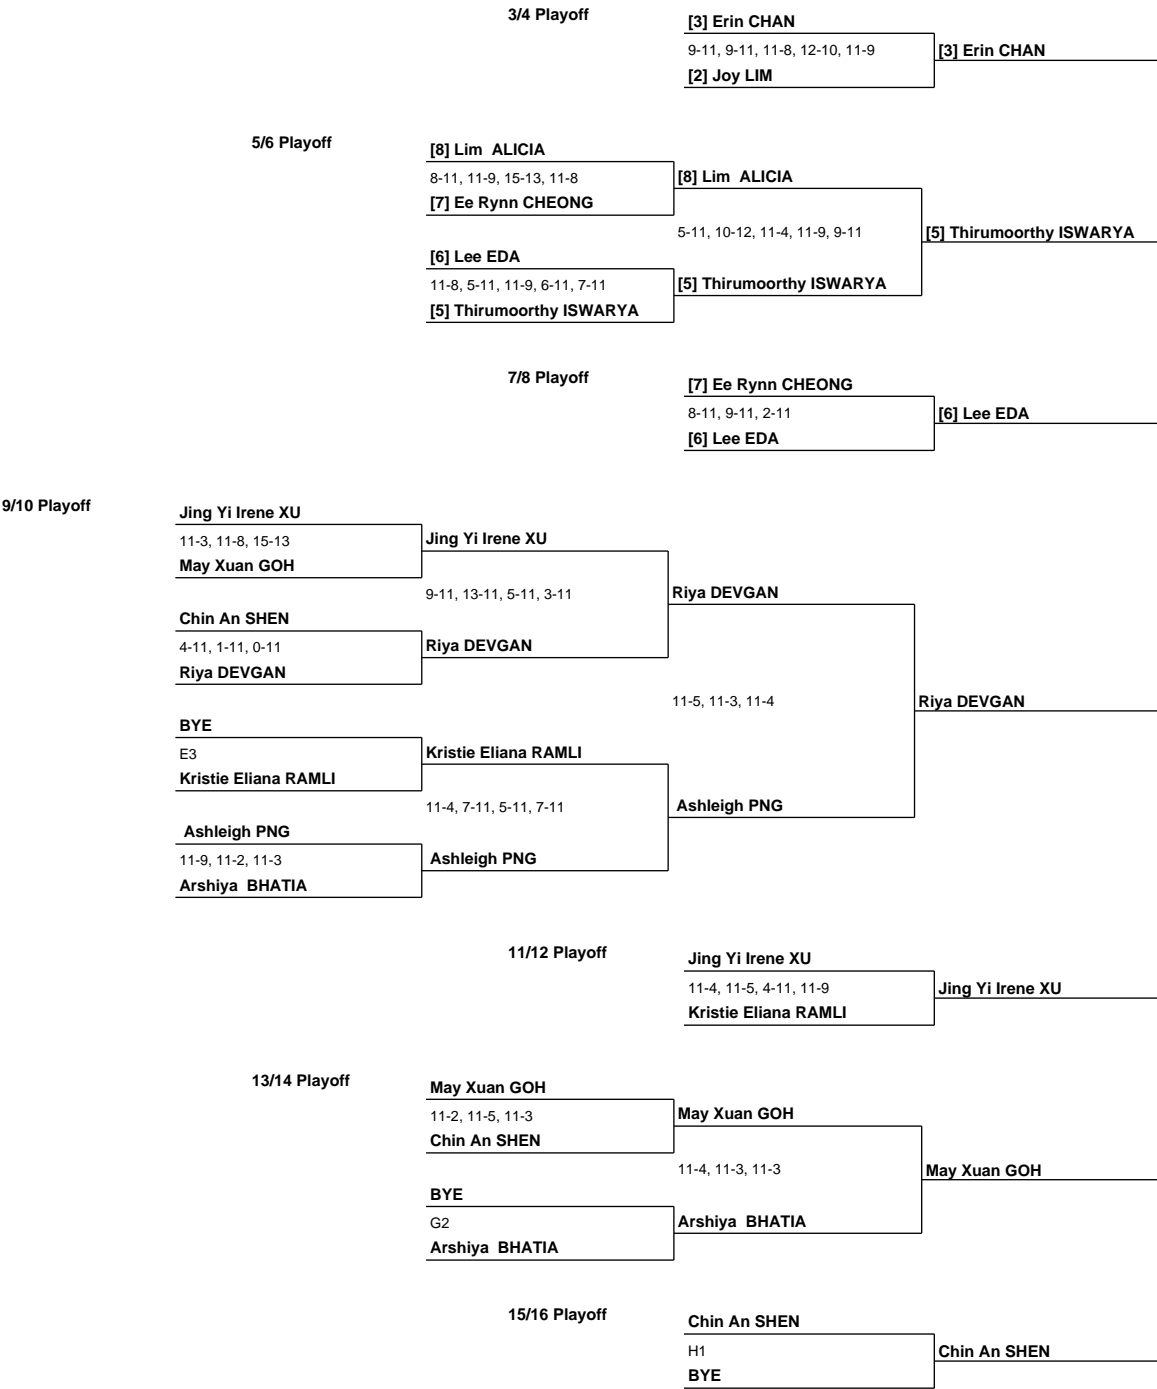 3/4 Playoff
[3] Erin CHAN
9-11, 9-11, 11-8, 12-10, 11-9
[3] Erin CHAN
[2] Joy LIM
5/6 Playoff
[8] Lim  ALICIA
8-11, 11-9, 15-13, 11-8
[8] Lim  ALICIA
[7] Ee Rynn CHEONG
5-11, 10-12, 11-4, 11-9, 9-11
[5] Thirumoorthy ISWARYA
[6] Lee EDA
11-8, 5-11, 11-9, 6-11, 7-11
[5] Thirumoorthy ISWARYA
[5] Thirumoorthy ISWARYA
7/8 Playoff
[7] Ee Rynn CHEONG
8-11, 9-11, 2-11
[6] Lee EDA
[6] Lee EDA
9/10 Playoff
Jing Yi Irene XU
11-3, 11-8, 15-13
Jing Yi Irene XU
May Xuan GOH
9-11, 13-11, 5-11, 3-11
Riya DEVGAN
Chin An SHEN
4-11, 1-11, 0-11
Riya DEVGAN
Riya DEVGAN
11-5, 11-3, 11-4
Riya DEVGAN
BYE
E3
Kristie Eliana RAMLI
Kristie Eliana RAMLI
11-4, 7-11, 5-11, 7-11
Ashleigh PNG
Ashleigh PNG
11-9, 11-2, 11-3
Ashleigh PNG
Arshiya  BHATIA
11/12 Playoff
Jing Yi Irene XU
11-4, 11-5, 4-11, 11-9
Jing Yi Irene XU
Kristie Eliana RAMLI
13/14 Playoff
May Xuan GOH
11-2, 11-5, 11-3
May Xuan GOH
Chin An SHEN
11-4, 11-3, 11-3
May Xuan GOH
BYE
G2
Arshiya  BHATIA
Arshiya  BHATIA
15/16 Playoff
Chin An SHEN
H1
Chin An SHEN
BYE